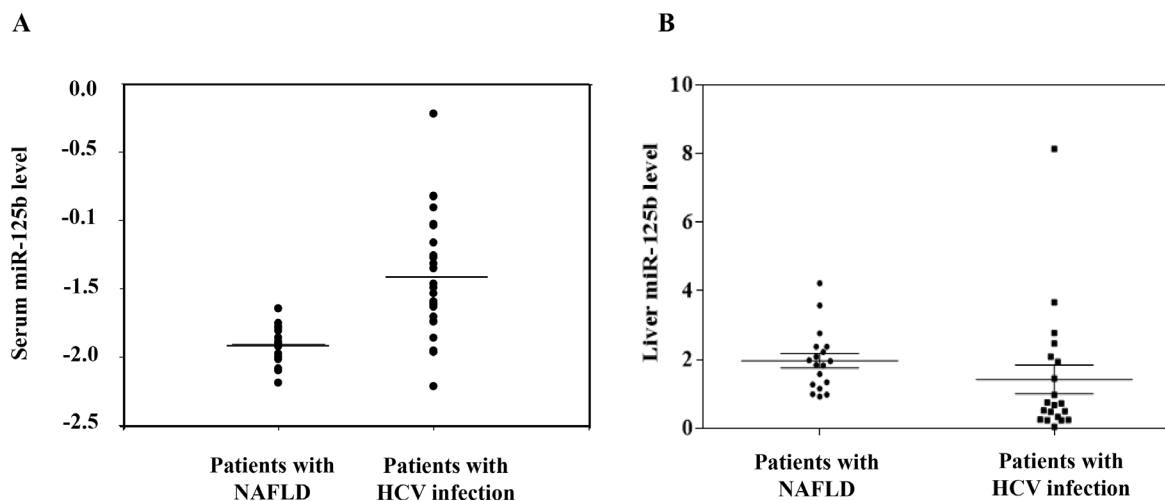 A
B
Serum miR-125b level
0.0
-0.5
-0.1
-1.5
-2.0
-2.5
Patients with
NAFLD
Patients with
HCV infection
Liver miR-125b level
10
8
6
4
2
0
Patients with
NAFLD
Patients with
HCV infection